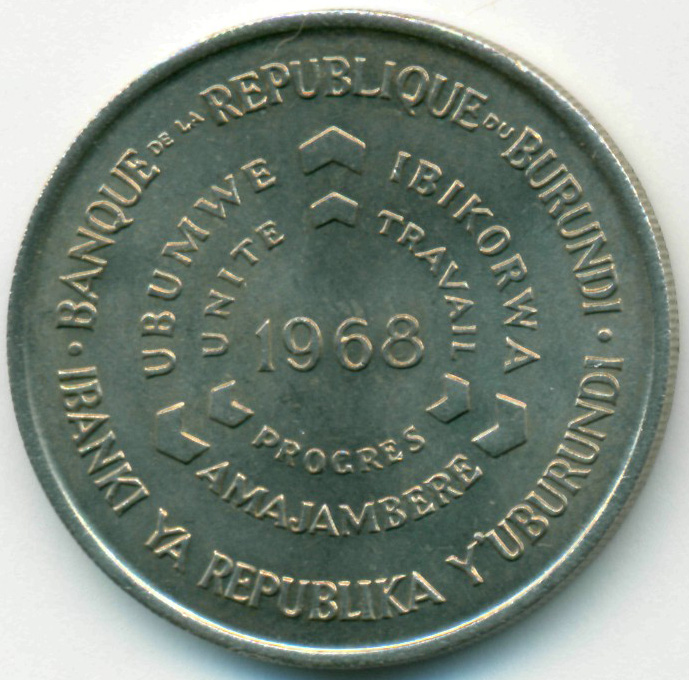 BANQUE DE LA REPUBLIQUE DU BURUNDI
IBANKI YA REPUBLIKA Y'UBURUNDI
UBUMWE IBIKORWA AMAJAMBERE
UNITE TRAVAIL PROGRES
1968